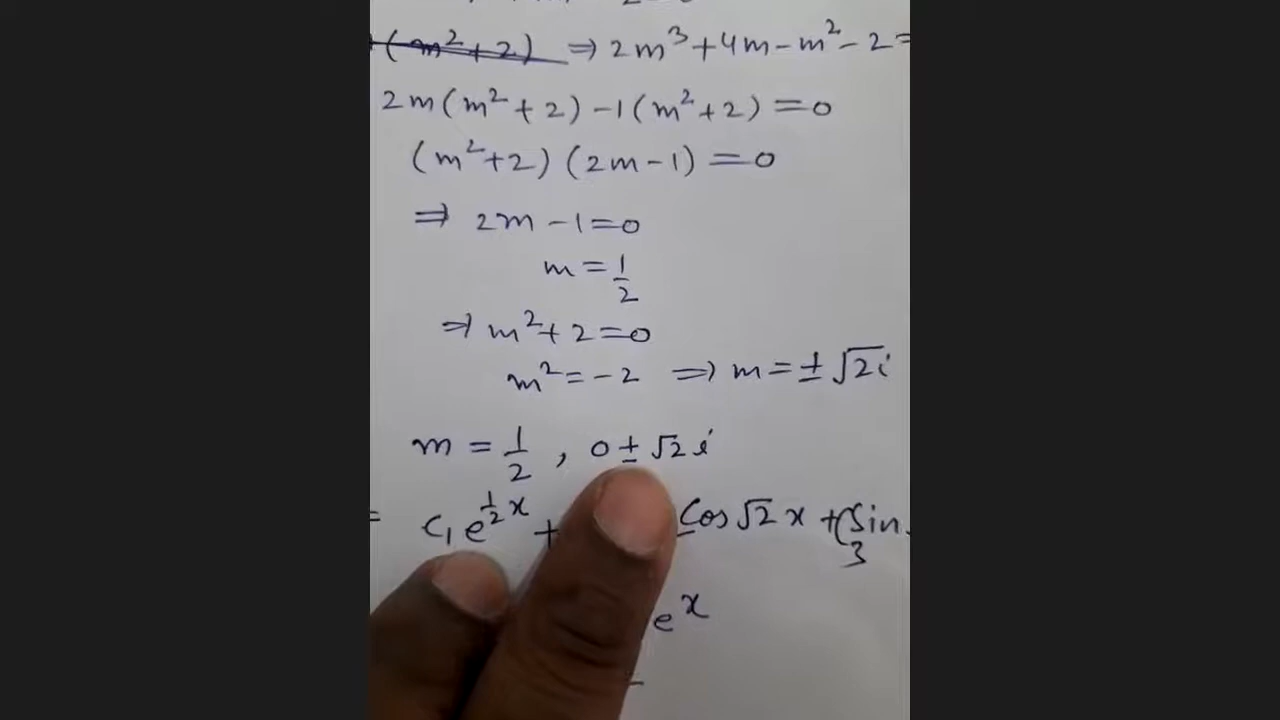 (m²+2) ⇒ 2m³+4m-m²-2=
2m(m²+2)-1(m²+2)=0
(m²+2)(2m-1)=0
⇒ 2m-1=0
m=1/2
⇒ m²+2=0
m²=-2 ⇒ m=±√2i
m=1/2, 0±√2i
= C₁e^{1/2 x}+ Cos√2x+C₃Sin
e^x